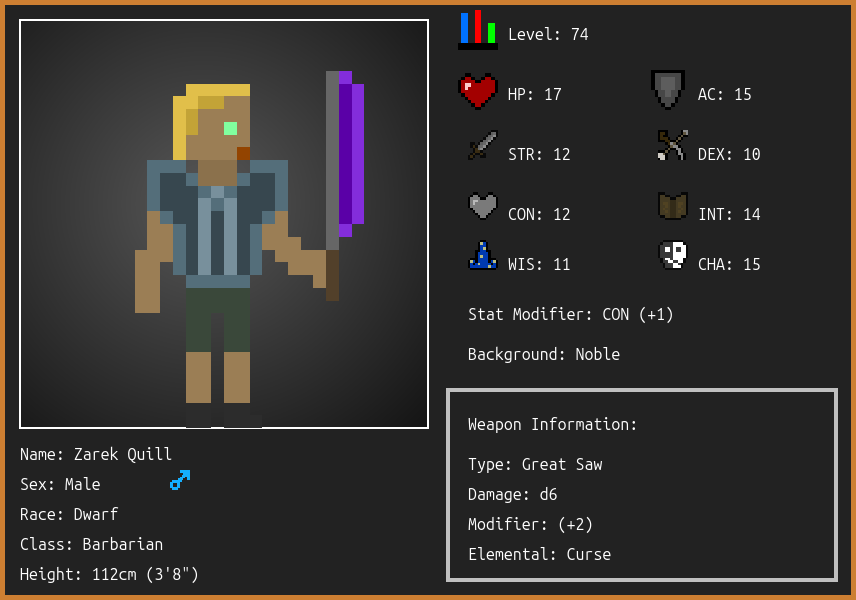 Level: 74
HP: 17
AC: 15
STR: 12
DEX: 10
CON: 12
INT: 14
WIS: 11
CHA: 15
Stat Modifier: CON (+1)
Background: Noble
Weapon Information:
Type: Great Saw
Damage: d6
Modifier: (+2)
Elemental: Curse
Name: Zarek Quill
Sex: Male
Race: Dwarf
Class: Barbarian
Height: 112cm (3'8")